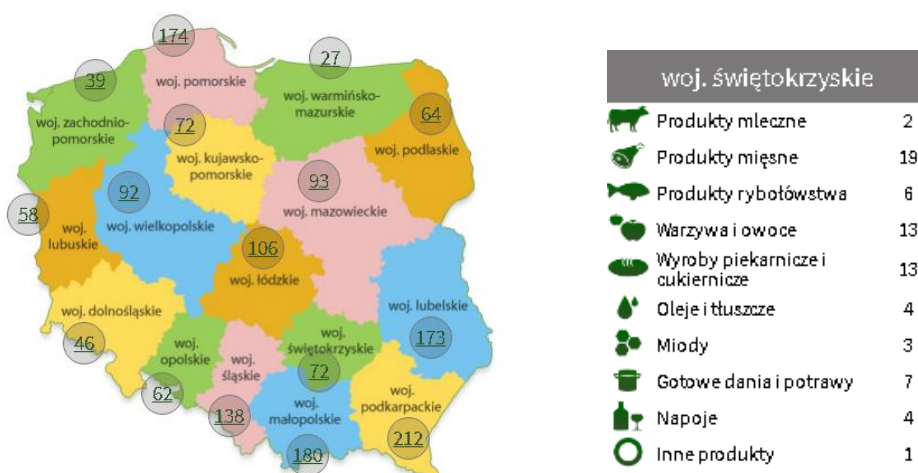 174
27
39
woj. pomorskie
woj. warmińsko-
mazurskie
64
woj. zachodnio-
pomorskie
72
woj. kujawsko-
pomorskie
woj. podlaskie
92
93
58
woj.
lubuskie
woj. wielkopolskie
woj. mazowieckie
106
woj. łódzkie
woj. dolnośląskie
woj. lubelskie
46
woj.
opolskie
woj.
śląskie
woj.
świętokrzyskie
173
72
62
138
woj.
małopolskie
woj.
podkarpackie
180
212
woj. świętokrzyskie
Produkty mleczne 2
Produkty mięsne 19
Produkty rybołówstwa 6
Warzywa i owoce 13
Wyroby piekarnicze i
cukiernicze 13
Oleje i tłuszcze 4
Miody 3
Gotowe dania i potrawy 7
Napoje 4
Inne produkty 1